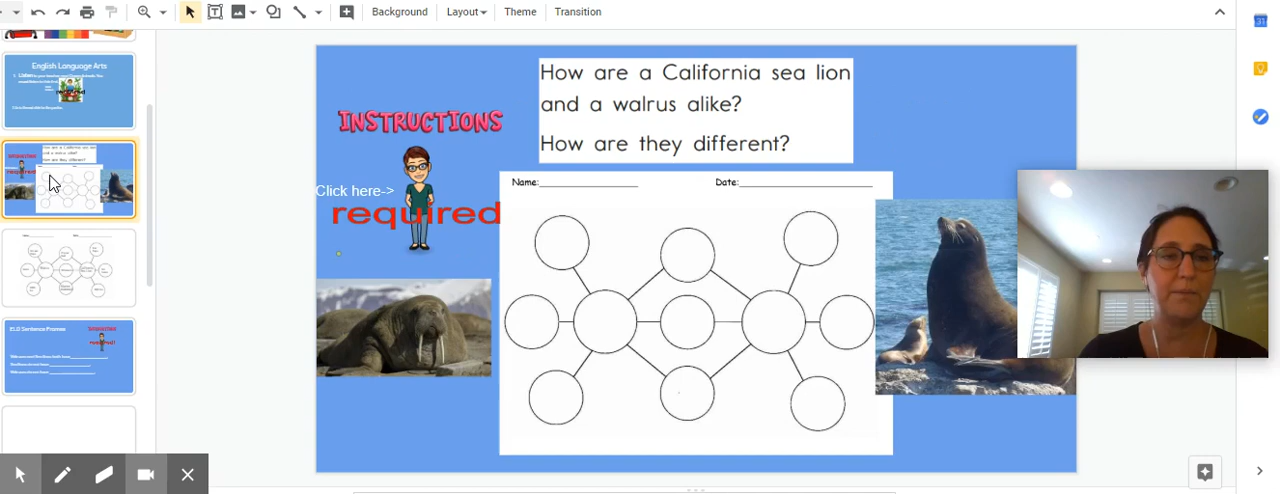 Background Layout Theme Transition
English Language Arts
ELD Sentence Frames
How are a California sea lion
and a walrus alike?
How are they different?
INSTRUCTIONS
Click here->
required
Name:
Date:
31